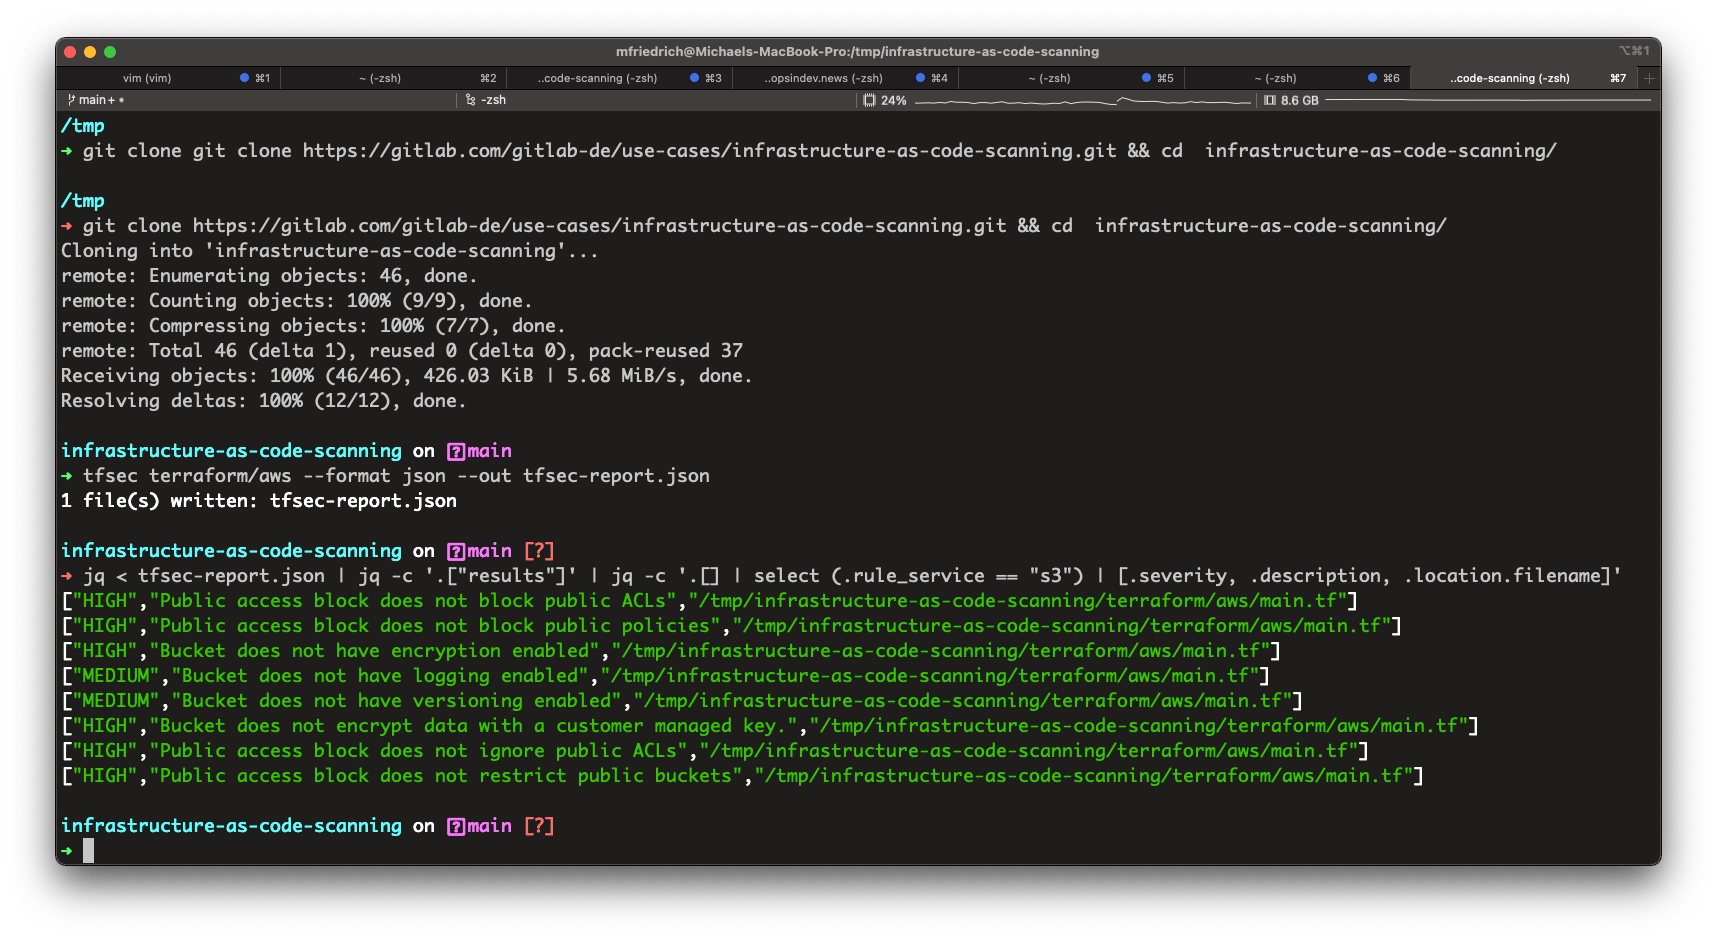 mfriedrich@Michaels-MacBook-Pro:/tmp/infrastructure-as-code-scanning ⌥⌘1
vim (vim) ⌘1 ~ (-zsh) ⌘2 ..code-scanning (-zsh) ⌘3 ..opsindev.news (-zsh) ⌘4 ~ (-zsh) ⌘5 ~ (-zsh) ⌘6 ..code-scanning (-zsh) ⌘7
main+• -zsh 24% 8.6 GB
/tmp
➜ git clone git clone https://gitlab.com/gitlab-de/use-cases/infrastructure-as-code-scanning.git && cd  infrastructure-as-code-scanning/
/tmp
➜ git clone https://gitlab.com/gitlab-de/use-cases/infrastructure-as-code-scanning.git && cd  infrastructure-as-code-scanning/
Cloning into 'infrastructure-as-code-scanning'...
remote: Enumerating objects: 46, done.
remote: Counting objects: 100% (9/9), done.
remote: Compressing objects: 100% (7/7), done.
remote: Total 46 (delta 1), reused 0 (delta 0), pack-reused 37
Receiving objects: 100% (46/46), 426.03 KiB | 5.68 MiB/s, done.
Resolving deltas: 100% (12/12), done.
infrastructure-as-code-scanning on ?main
➜ tfsec terraform/aws --format json --out tfsec-report.json
1 file(s) written: tfsec-report.json
infrastructure-as-code-scanning on ?main [?]
➜ jq < tfsec-report.json | jq -c '.["results"]' | jq -c '.[] | select (.rule_service == "s3") | [.severity, .description, .location.filename]'
["HIGH","Public access block does not block public ACLs","/tmp/infrastructure-as-code-scanning/terraform/aws/main.tf"]
["HIGH","Public access block does not block public policies","/tmp/infrastructure-as-code-scanning/terraform/aws/main.tf"]
["HIGH","Bucket does not have encryption enabled","/tmp/infrastructure-as-code-scanning/terraform/aws/main.tf"]
["MEDIUM","Bucket does not have logging enabled","/tmp/infrastructure-as-code-scanning/terraform/aws/main.tf"]
["MEDIUM","Bucket does not have versioning enabled","/tmp/infrastructure-as-code-scanning/terraform/aws/main.tf"]
["HIGH","Bucket does not encrypt data with a customer managed key.","/tmp/infrastructure-as-code-scanning/terraform/aws/main.tf"]
["HIGH","Public access block does not ignore public ACLs","/tmp/infrastructure-as-code-scanning/terraform/aws/main.tf"]
["HIGH","Public access block does not restrict public buckets","/tmp/infrastructure-as-code-scanning/terraform/aws/main.tf"]
infrastructure-as-code-scanning on ?main [?]
➜